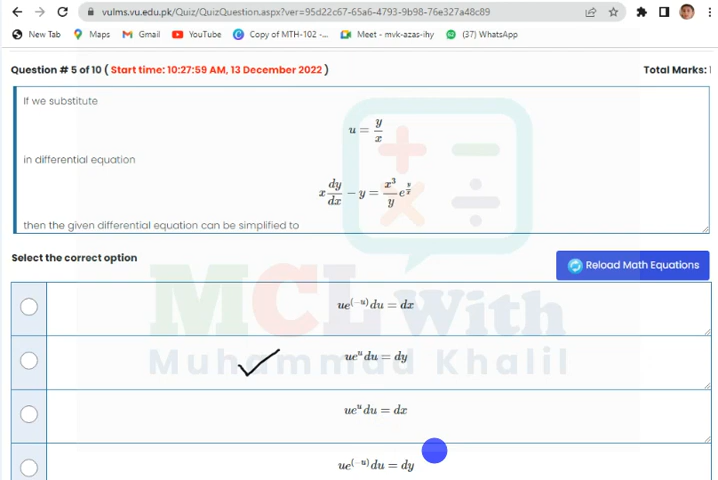 vulms.vu.edu.pk/Quiz/QuizQuestion.aspx?ver=95d22c67-65a6-4793-9b98-76e327a48c89
New Tab Maps Gmail YouTube Copy of MTH-102 -... Meet - mvk-azas-ihy (37) WhatsApp
Question # 5 of 10 ( Start time: 10:27:59 AM, 13 December 2022 ) Total Marks:
If we substitute
u = y/x
in differential equation
x dy/dx − y = x³/y e^(y/x)
then the given differential equation can be simplified to
Select the correct option
Reload Math Equations
MCL With
Muhammad Khalil
ue^(−u) du = dx
ue^u du = dy
ue^u du = dx
ue^(−u) du = dy